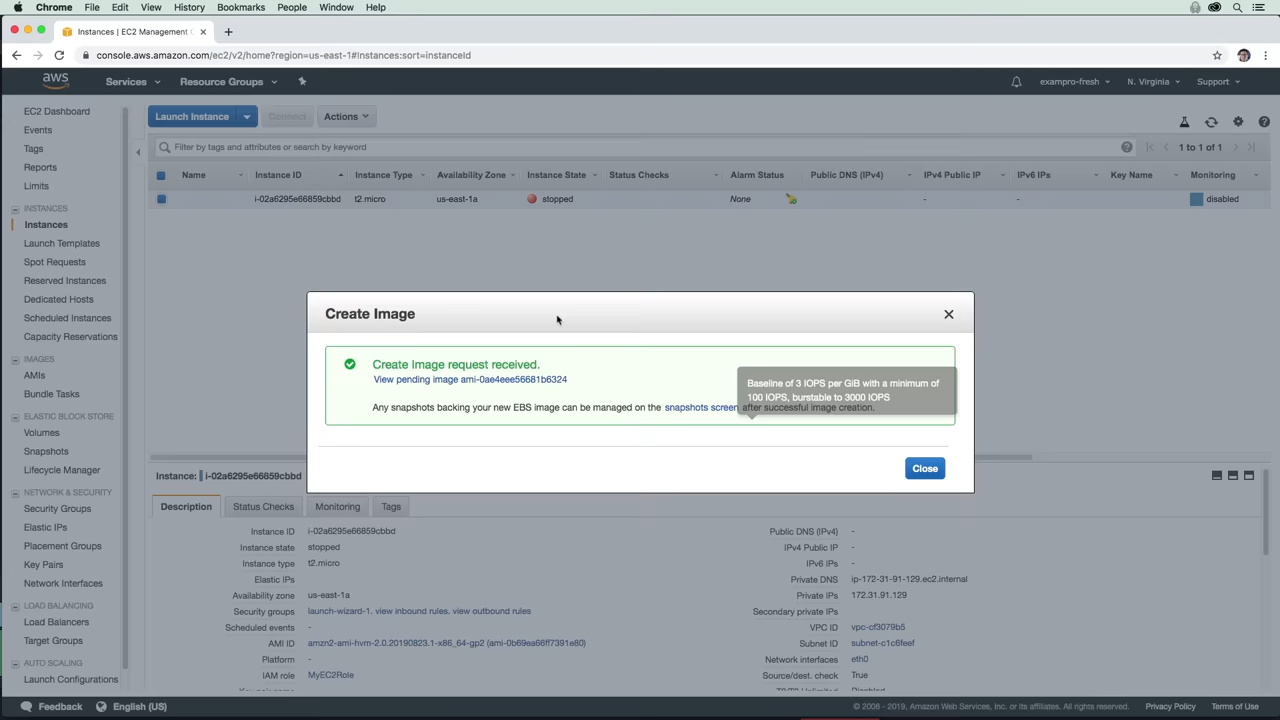 Chrome File Edit View History Bookmarks People Window Help
Instances | EC2 Management C
console.aws.amazon.com/ec2/v2/home?region=us-east-1#Instances:sort=instanceId
aws Services Resource Groups exampro-fresh N. Virginia Support
EC2 Dashboard
Events
Tags
Reports
Limits
INSTANCES
Instances
Launch Templates
Spot Requests
Reserved Instances
Dedicated Hosts
Scheduled Instances
Capacity Reservations
IMAGES
AMIs
Bundle Tasks
ELASTIC BLOCK STORE
Volumes
Snapshots
Lifecycle Manager
NETWORK & SECURITY
Security Groups
Elastic IPs
Placement Groups
Key Pairs
Network Interfaces
LOAD BALANCING
Load Balancers
Target Groups
AUTO SCALING
Launch Configurations
Launch Instance Connect Actions
Filter by tags and attributes or search by keyword 1 to 1 of 1
Name Instance ID Instance Type Availability Zone Instance State Status Checks Alarm Status Public DNS (IPv4) IPv4 Public IP IPv6 IPs Key Name Monitoring
i-02a6295e66859cbbd t2.micro us-east-1a stopped None - - disabled
Create Image
Create Image request received.
View pending image ami-0ae4eee56681b6324
Any snapshots backing your new EBS image can be managed on the snapshots screen after successful image creation.
Baseline of 3 IOPS per GiB with a minimum of
100 IOPS, burstable to 3000 IOPS
Close
Instance: i-02a6295e66859cbbd
Description Status Checks Monitoring Tags
Instance ID i-02a6295e66859cbbd
Instance state stopped
Instance type t2.micro
Elastic IPs
Availability zone us-east-1a
Security groups launch-wizard-1. view inbound rules. view outbound rules
Scheduled events -
AMI ID amzn2-ami-hvm-2.0.20190823.1-x86_64-gp2 (ami-0b69ea66ff7391e80)
Platform -
IAM role MyEC2Role
Public DNS (IPv4) -
IPv4 Public IP -
IPv6 IPs -
Private DNS ip-172-31-91-129.ec2.internal
Private IPs 172.31.91.129
Secondary private IPs
VPC ID vpc-cf3079b5
Subnet ID subnet-c1c6feef
Network interfaces eth0
Source/dest. check True
T2/T3 Unlimited Disabled
Feedback English (US) © 2008 - 2019, Amazon Web Services, Inc. or its affiliates. All rights reserved. Privacy Policy Terms of Use